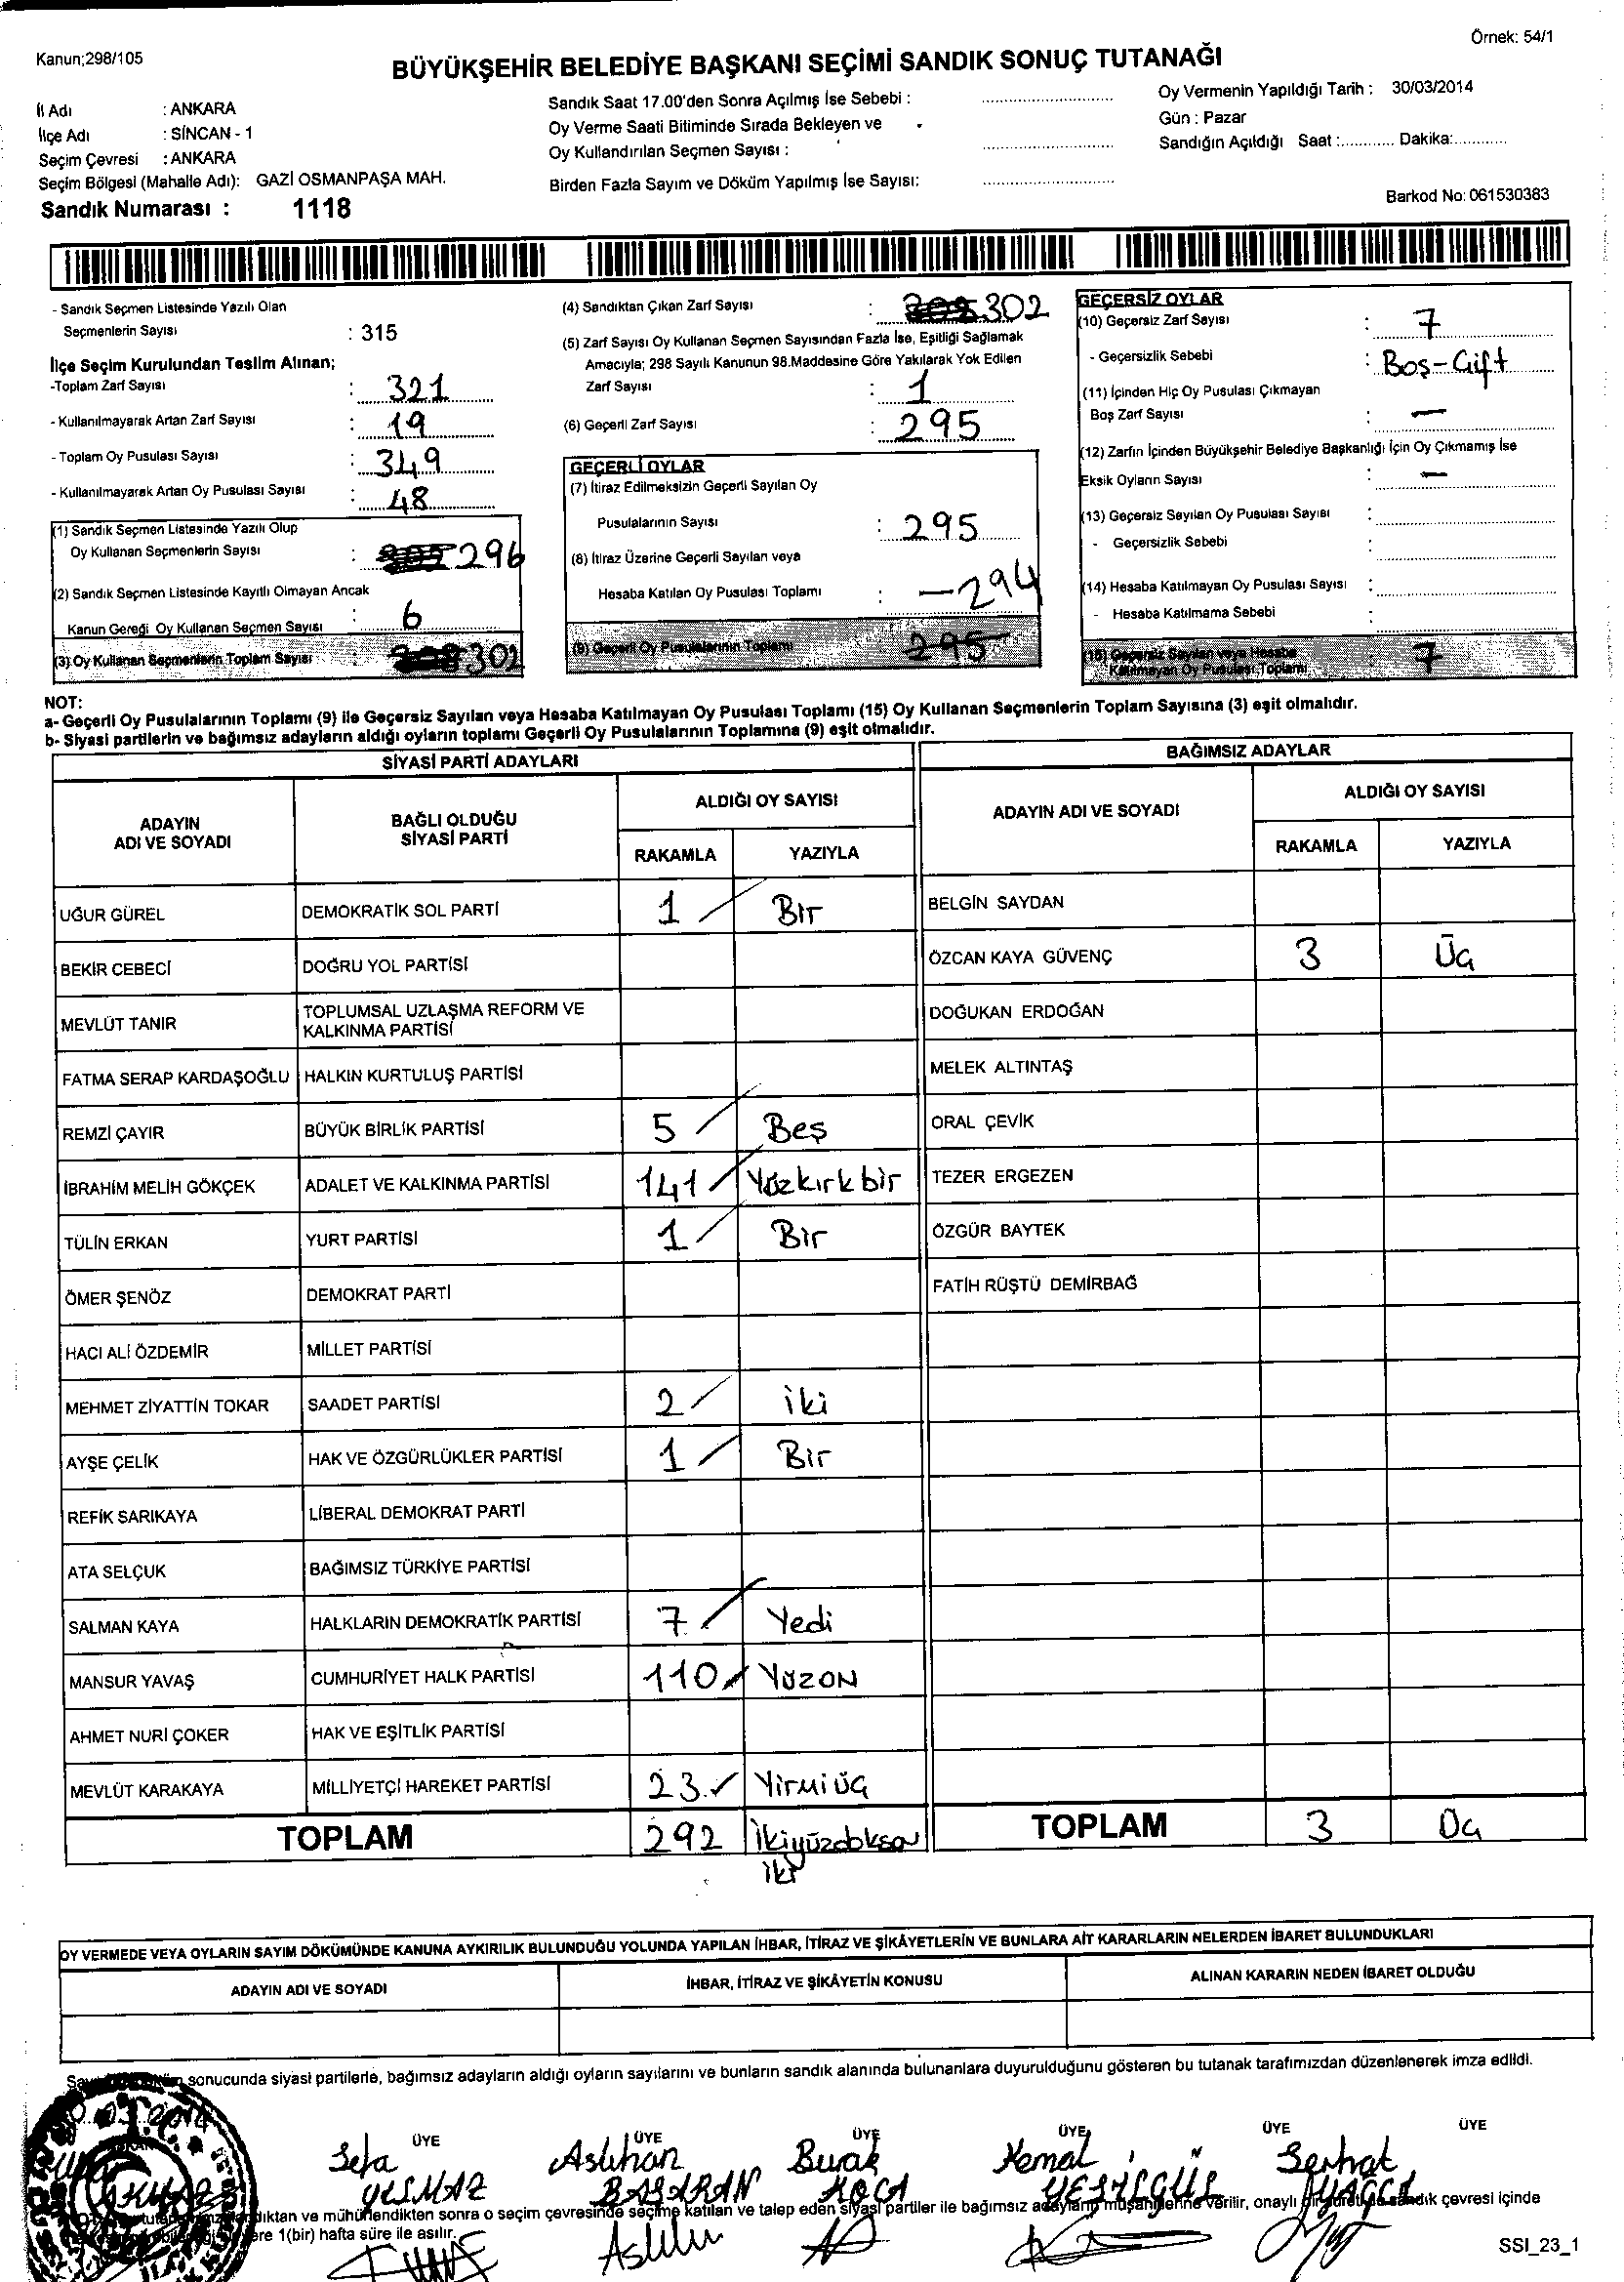 Örnek: 54/1
Kanun;298/105
BÜYÜKŞEHİR BELEDİYE BAŞKANI SEÇİMİ SANDIK SONUÇ TUTANAĞI
İl Adı : ANKARA
İlçe Adı : SİNCAN - 1
Seçim Çevresi : ANKARA
Seçim Bölgesi (Mahalle Adı): GAZİ OSMANPAŞA MAH.
Sandık Numarası : 1118
Sandık Saat 17.00'den Sonra Açılmış İse Sebebi :
Oy Verme Saati Bitiminde Sırada Bekleyen ve
Oy Kullandırılan Seçmen Sayısı :
Birden Fazla Sayım ve Döküm Yapılmış İse Sayısı:
Oy Vermenin Yapıldığı Tarih : 30/03/2014
Gün : Pazar
Sandığın Açıldığı Saat :............ Dakika:............
Barkod No: 061530383
- Sandık Seçmen Listesinde Yazılı Olan
Seçmenlerin Sayısı : 315
İlçe Seçim Kurulundan Teslim Alınan;
-Toplam Zarf Sayısı : 321
- Kullanılmayarak Artan Zarf Sayısı : 19
- Toplam Oy Pusulası Sayısı : 349
- Kullanılmayarak Artan Oy Pusulası Sayısı : 48
(1) Sandık Seçmen Listesinde Yazılı Olup
Oy Kullanan Seçmenlerin Sayısı : 296
(2) Sandık Seçmen Listesinde Kayıtlı Olmayan Ancak
Kanun Gereği Oy Kullanan Seçmen Sayısı : 6
(3) Oy Kullanan Seçmenlerin Toplam Sayısı : 302
(4) Sandıktan Çıkan Zarf Sayısı : 302
(5) Zarf Sayısı Oy Kullanan Seçmen Sayısından Fazla İse, Eşitliği Sağlamak
Amacıyla; 298 Sayılı Kanunun 98.Maddesine Göre Yakılarak Yok Edilen
Zarf Sayısı : 1
(6) Geçerli Zarf Sayısı : 295
GEÇERLİ OYLAR
(7) İtiraz Edilmeksizin Geçerli Sayılan Oy
Pusulalarının Sayısı : 295
(8) İtiraz Üzerine Geçerli Sayılan veya
Hesaba Katılan Oy Pusulası Toplamı : —294
(9) Geçerli Oy Pusulalarının Toplamı 295
GEÇERSİZ OYLAR
(10) Geçersiz Zarf Sayısı : 7
- Geçersizlik Sebebi : Boş-Çift
(11) İçinden Hiç Oy Pusulası Çıkmayan
Boş Zarf Sayısı : —
(12) Zarfın İçinden Büyükşehir Belediye Başkanlığı İçin Oy Çıkmamış İse
Eksik Oyların Sayısı : —
(13) Geçersiz Sayılan Oy Pusulası Sayısı :
- Geçersizlik Sebebi :
(14) Hesaba Katılmayan Oy Pusulası Sayısı :
- Hesaba Katılmama Sebebi :
(15) Geçersiz Sayılan veya Hesaba
Katılmayan Oy Pusulası Toplamı 7
NOT:
a- Geçerli Oy Pusulalarının Toplamı (9) ile Geçersiz Sayılan veya Hesaba Katılmayan Oy Pusulası Toplamı (15) Oy Kullanan Seçmenlerin Toplam Sayısına (3) eşit olmalıdır.
b- Siyasi partilerin ve bağımsız adayların aldığı oyların toplamı Geçerli Oy Pusulalarının Toplamına (9) eşit olmalıdır.
SİYASİ PARTİ ADAYLARI
ADAYIN
ADI VE SOYADI
BAĞLI OLDUĞU
SİYASİ PARTİ
ALDIĞI OY SAYISI
RAKAMLA YAZIYLA
UĞUR GÜREL DEMOKRATİK SOL PARTİ 1 Bir
BEKİR CEBECİ DOĞRU YOL PARTİSİ
MEVLÜT TANIR TOPLUMSAL UZLAŞMA REFORM VE
KALKINMA PARTİSİ
FATMA SERAP KARDAŞOĞLU HALKIN KURTULUŞ PARTİSİ
REMZİ ÇAYIR BÜYÜK BİRLİK PARTİSİ 5 Beş
İBRAHİM MELİH GÖKÇEK ADALET VE KALKINMA PARTİSİ 141 Yüzkırkbir
TÜLİN ERKAN YURT PARTİSİ 1 Bir
ÖMER ŞENÖZ DEMOKRAT PARTİ
HACI ALİ ÖZDEMİR MİLLET PARTİSİ
MEHMET ZİYATTİN TOKAR SAADET PARTİSİ 2 iki
AYŞE ÇELİK HAK VE ÖZGÜRLÜKLER PARTİSİ 1 Bir
REFİK SARIKAYA LİBERAL DEMOKRAT PARTİ
ATA SELÇUK BAĞIMSIZ TÜRKİYE PARTİSİ
SALMAN KAYA HALKLARIN DEMOKRATİK PARTİSİ 7 Yedi
MANSUR YAVAŞ CUMHURİYET HALK PARTİSİ 110 YüzON
AHMET NURİ ÇOKER HAK VE EŞİTLİK PARTİSİ
MEVLÜT KARAKAYA MİLLİYETÇİ HAREKET PARTİSİ 23 Yirmiüç
TOPLAM 292 İkiyüzdoksan
iki
BAĞIMSIZ ADAYLAR
ADAYIN ADI VE SOYADI
ALDIĞI OY SAYISI
RAKAMLA YAZIYLA
BELGİN SAYDAN
ÖZCAN KAYA GÜVENÇ 3 Üç
DOĞUKAN ERDOĞAN
MELEK ALTINTAŞ
ORAL ÇEVİK
TEZER ERGEZEN
ÖZGÜR BAYTEK
FATİH RÜŞTÜ DEMİRBAĞ
TOPLAM 3 Üç
OY VERMEDE VEYA OYLARIN SAYIM DÖKÜMÜNDE KANUNA AYKIRILIK BULUNDUĞU YOLUNDA YAPILAN İHBAR, İTİRAZ VE ŞİKÂYETLERİN VE BUNLARA AİT KARARLARIN NELERDEN İBARET BULUNDUKLARI
ADAYIN ADI VE SOYADI İHBAR, İTİRAZ VE ŞİKÂYETİN KONUSU ALINAN KARARIN NEDEN İBARET OLDUĞU
sonucunda siyasi partilerle, bağımsız adayların aldığı oyların sayılarını ve bunların sandık alanında bulunanlara duyurulduğunu gösteren bu tutanak tarafımızdan düzenlenerek imza edildi.
ÜYE ÜYE ÜYE ÜYE ÜYE ÜYE
Sefa Aslıhan Burak Kemal Serhat
YILMAZ BAŞARAN KOCA YEŞİLGÜL
ve mühürlendikten sonra o seçim çevresinde seçime katılan ve talep eden siyasi partiler ile bağımsız adayların müşahitlerine verilir, onaylı bir sureti de sandık çevresi içinde
1(bir) hafta süre ile asılır.
SSI_23_1